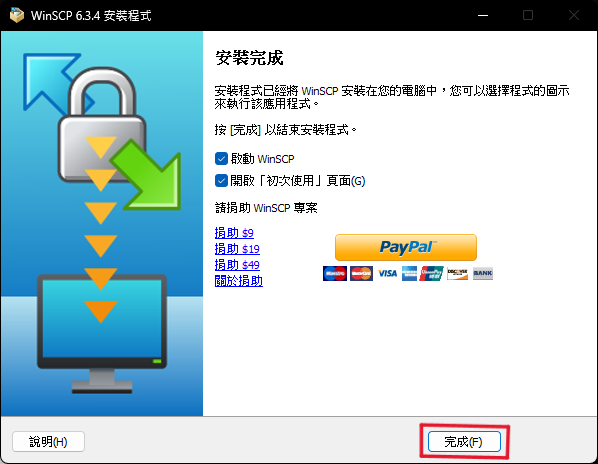 WinSCP 6.3.4 安裝程式
安裝完成
安裝程式已經將 WinSCP 安裝在您的電腦中，您可以選擇程式的圖示
來執行該應用程式。
按 [完成] 以結束安裝程式。
啟動 WinSCP
開啟「初次使用」頁面(G)
請捐助 WinSCP 專案
捐助 $9
捐助 $19
捐助 $49
關於捐助
PayPal
VISA
BANK
說明(H)
完成(F)